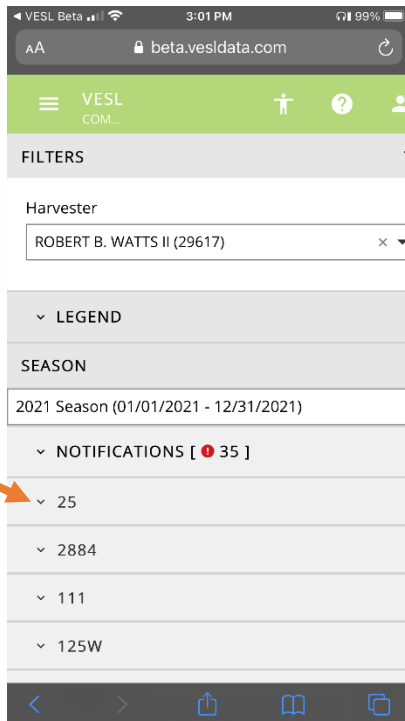 ◄ VESL Beta 3:01 PM 99%
AA beta.vesldata.com
VESL
COM...
FILTERS
Harvester
ROBERT B. WATTS II (29617) ×
LEGEND
SEASON
2021 Season (01/01/2021 - 12/31/2021)
NOTIFICATIONS [ ! 35 ]
25
2884
111
125W